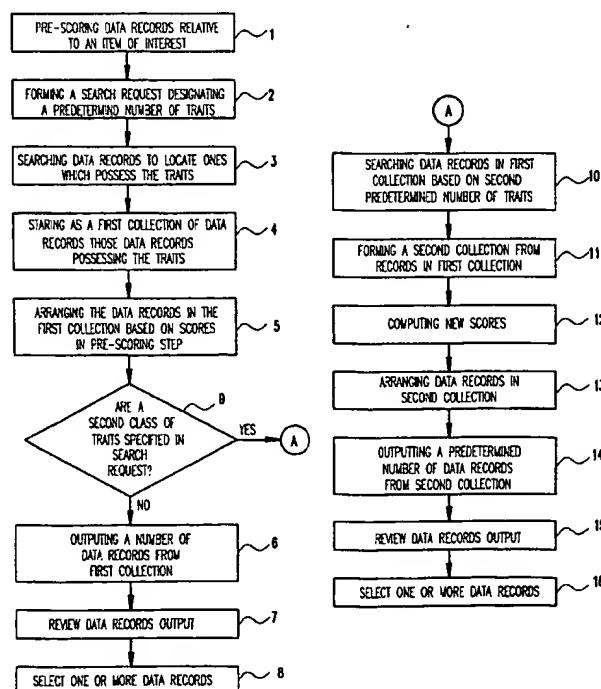 PRE-SCORING DATA RECORDS RELATIVE
TO AN ITEM OF INTEREST
1
FORMING A SEARCH REQUEST DESIGNATING
A PREDETERMIND NUMBER OF TRAITS
2
SEARCHING DATA RECORDS TO LOCATE ONES
WHICH POSSESS THE TRAITS
3
STARING AS A FIRST COLLECTION OF DATA
RECORDS THOSE DATA RECORDS
POSSESSING THE TRAITS
4
ARRANGING THE DATA RECORDS IN THE
FIRST COLLECTION BASED ON SCORES
IN PRE-SCORING STEP
5
ARE A
SECOND CLASS OF
TRAITS SPECIFIED IN
SEARCH
REQUEST?
9
YES
A
NO
OUTPUTING A NUMBER OF
DATA RECORDS FROM
FIRST COLLECTION
6
REVIEW DATA RECORDS OUTPUT
7
SELECT ONE OR MORE DATA RECORDS
8
A
SEARCHING DATA RECORDS IN FIRST
COLLECTION BASED ON SECOND
PREDETERMINED NUMBER OF TRAITS
10
FORMING A SECOND COLLECTION FROM
RECORDS IN FIRST COLLECTION
11
COMPUTING NEW SCORES
12
ARRANGING DATA RECORDS IN
SECOND COLLECTION
13
OUTPUTTING A PREDETERMINED
NUMBER OF DATA RECORDS
FROM SECOND COLLECTION
14
REVIEW DATA RECORDS OUTPUT
15
SELECT ONE OR MORE DATA RECORDS
16